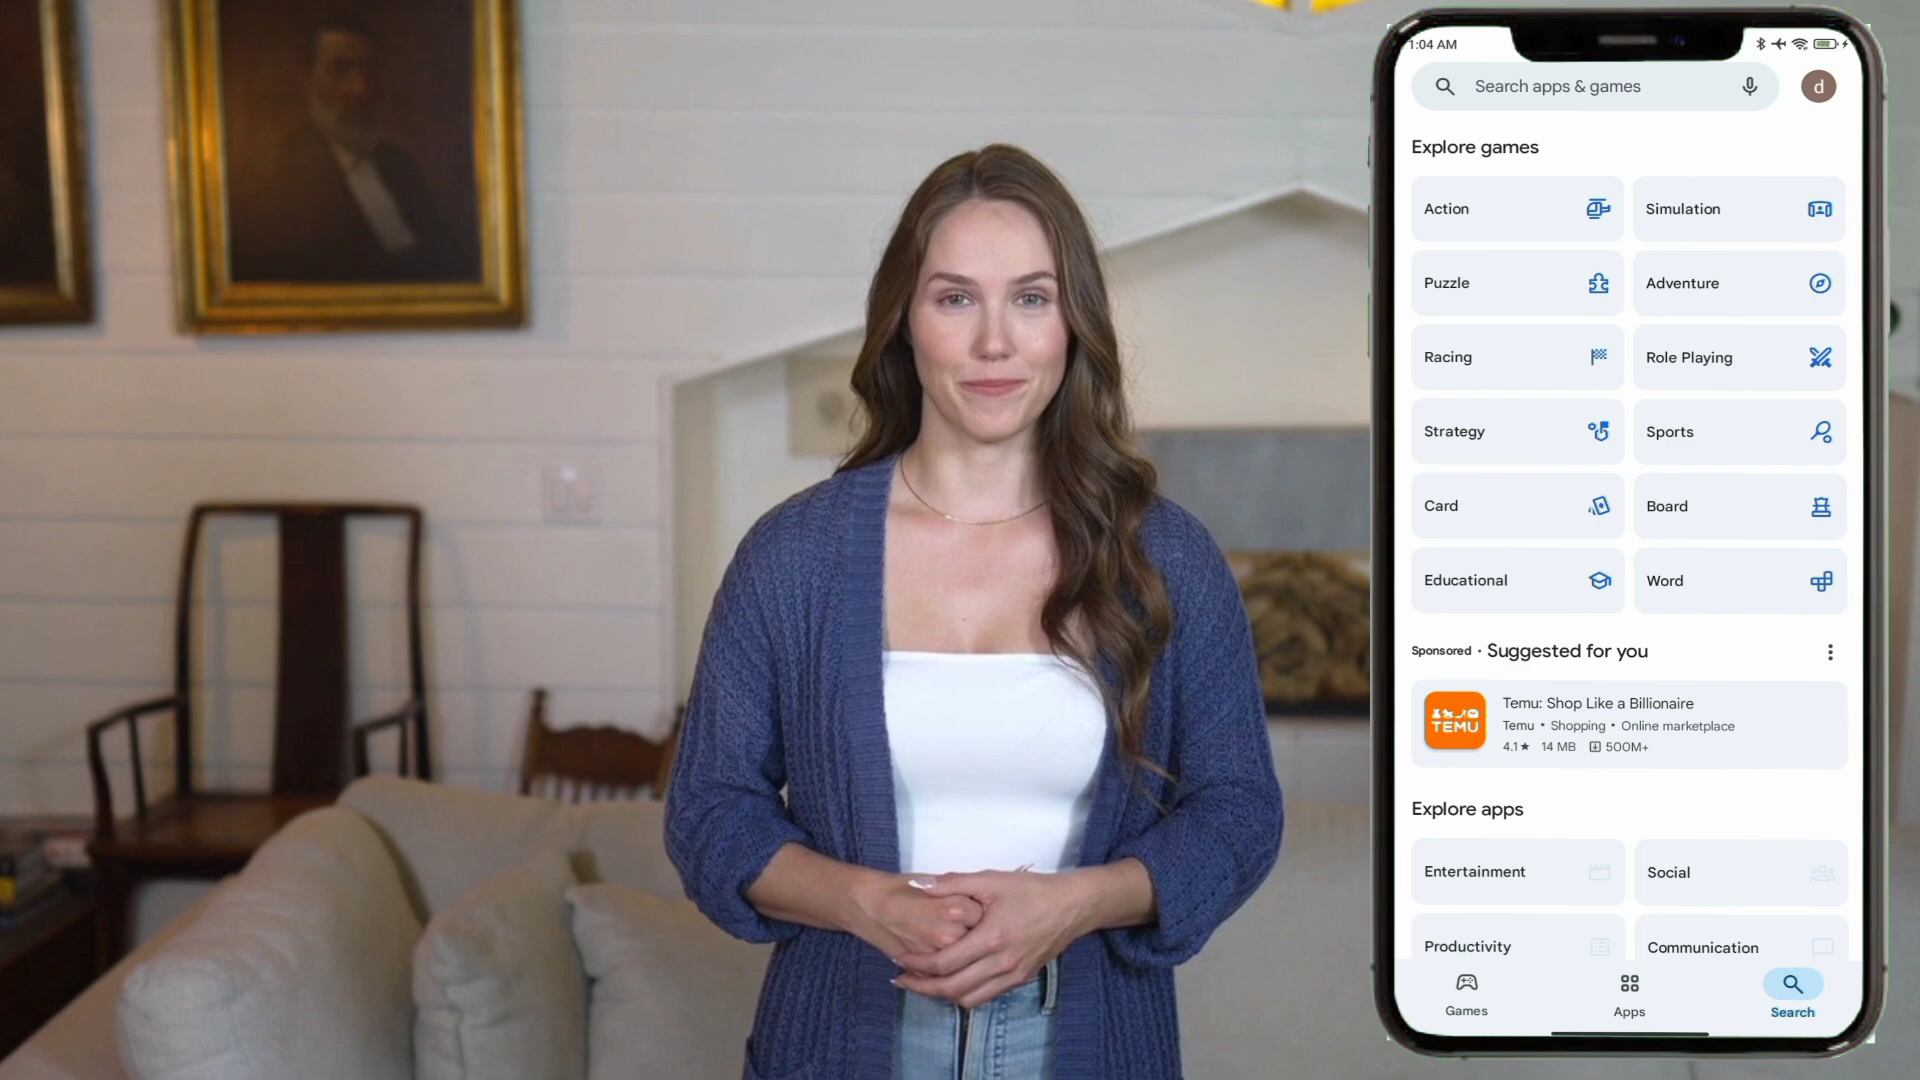 1:04 AM
Search apps & games
d
Explore games
Action
Simulation
Puzzle
Adventure
Racing
Role Playing
Strategy
Sports
Card
Board
Educational
Word
Sponsored · Suggested for you
TEMU
Temu: Shop Like a Billionaire
Temu • Shopping • Online marketplace
4.1★ 14 MB 500M+
Explore apps
Entertainment
Social
Productivity
Communication
Games
Apps
Search